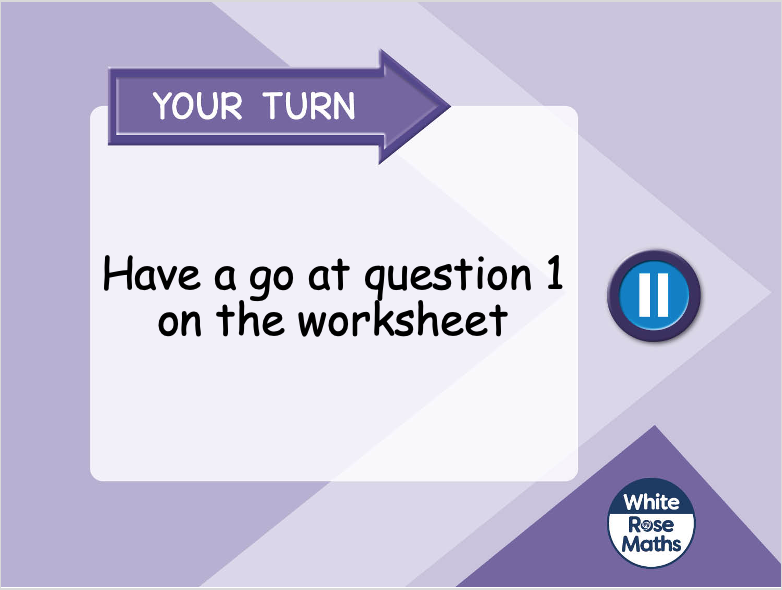 YOUR TURN
Have a go at question 1
on the worksheet
White
Rose
Maths